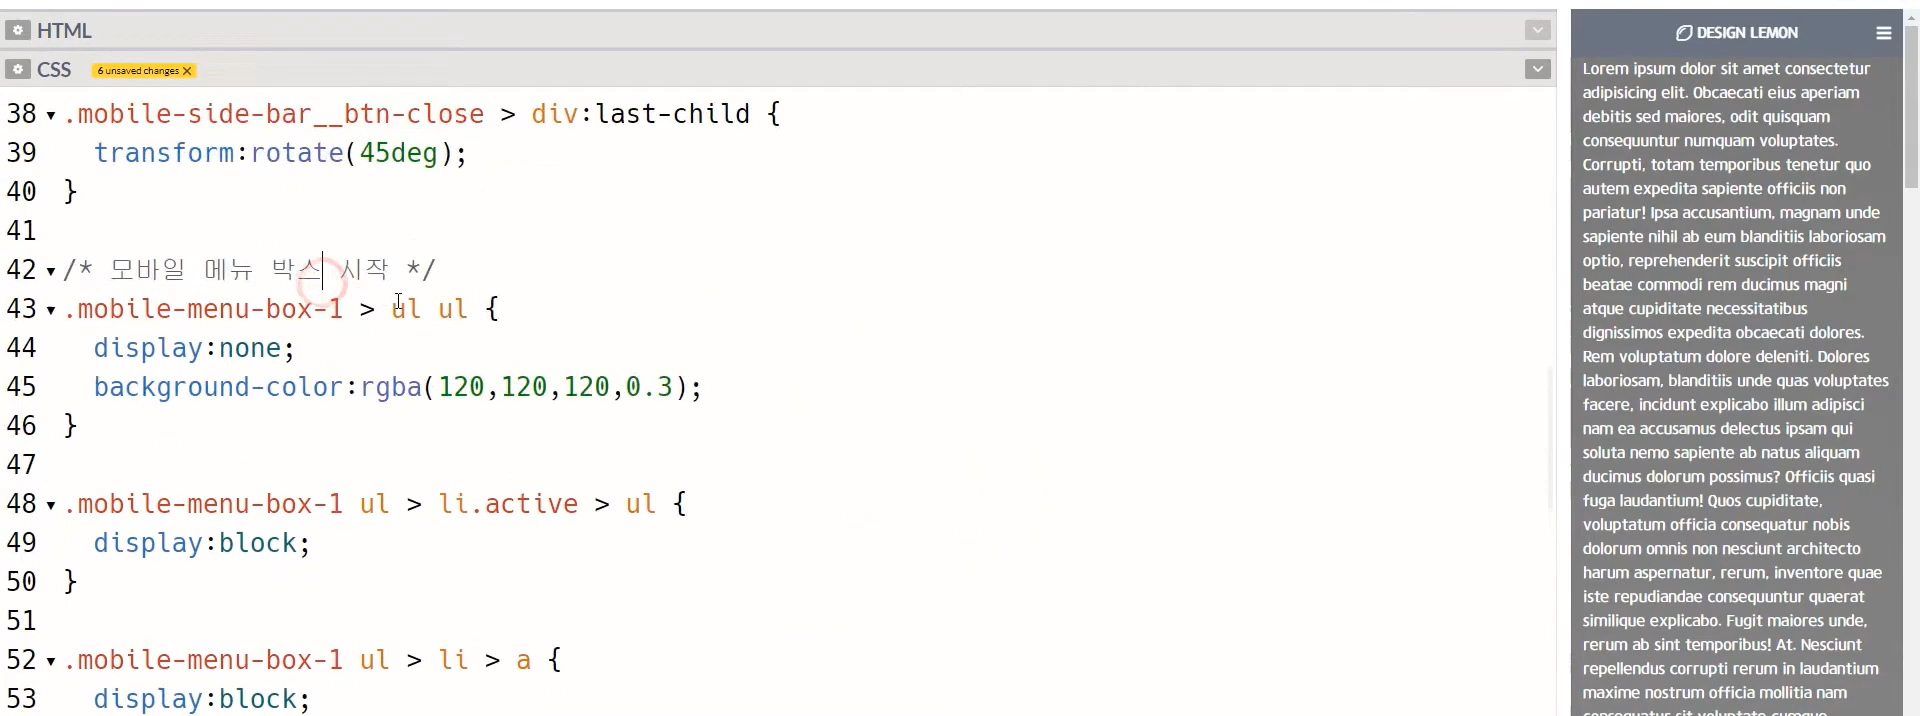 HTML
CSS 6 unsaved changes
38 .mobile-side-bar__btn-close > div:last-child {
39 transform:rotate(45deg);
40 }
41
42 /* 모바일 메뉴 박스 시작 */
43 .mobile-menu-box-1 > ul ul {
44 display:none;
45 background-color:rgba(120,120,120,0.3);
46 }
47
48 .mobile-menu-box-1 ul > li.active > ul {
49 display:block;
50 }
51
52 .mobile-menu-box-1 ul > li > a {
53 display:block;
DESIGN LEMON
Lorem ipsum dolor sit amet consectetur
adipisicing elit. Obcaecati eius aperiam
debitis sed maiores, odit quisquam
consequuntur numquam voluptates.
Corrupti, totam temporibus tenetur quo
autem expedita sapiente officiis non
pariatur! Ipsa accusantium, magnam unde
sapiente nihil ab eum blanditiis laboriosam
optio, reprehenderit suscipit officiis
beatae commodi rem ducimus magni
atque cupiditate necessitatibus
dignissimos expedita obcaecati dolores.
Rem voluptatum dolore deleniti. Dolores
laboriosam, blanditiis unde quas voluptates
facere, incidunt explicabo illum adipisci
nam ea accusamus delectus ipsam qui
soluta nemo sapiente ab natus aliquam
ducimus dolorum possimus? Officiis quasi
fuga laudantium! Quos cupiditate,
voluptatum officia consequatur nobis
dolorum omnis non nesciunt architecto
harum aspernatur, rerum, inventore quae
iste repudiandae consequuntur quaerat
similique explicabo. Fugit maiores unde,
rerum ab sint temporibus! At. Nesciunt
repellendus corrupti rerum in laudantium
maxime nostrum officia mollitia nam